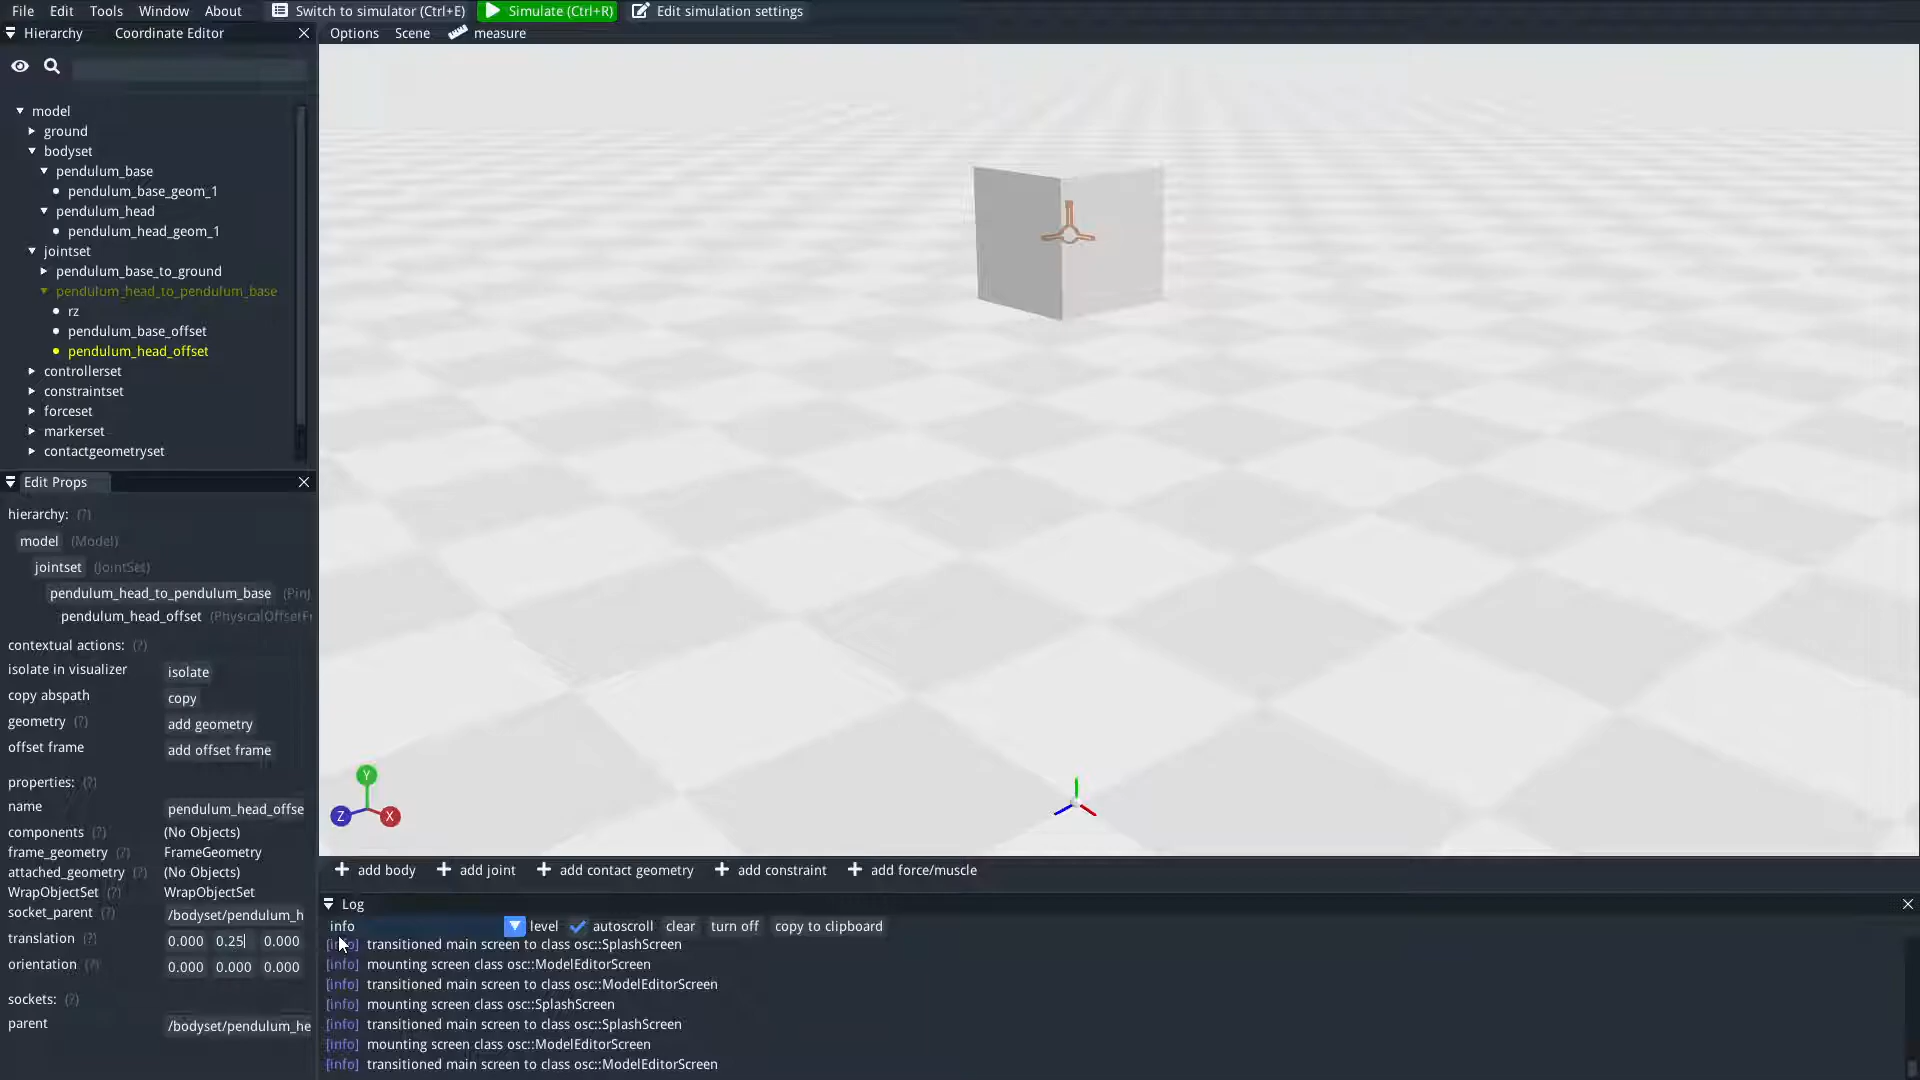 File Edit Tools Window About Switch to simulator (Ctrl+E) Simulate (Ctrl+R) Edit simulation settings
Hierarchy Coordinate Editor
Options Scene measure
model
ground
bodyset
pendulum_base
pendulum_base_geom_1
pendulum_head
pendulum_head_geom_1
jointset
pendulum_base_to_ground
pendulum_head_to_pendulum_base
rz
pendulum_base_offset
pendulum_head_offset
controllerset
constraintset
forceset
markerset
contactgeometryset
Edit Props
hierarchy: (?)
model (Model)
jointset (JointSet)
pendulum_head_to_pendulum_base (Pin
pendulum_head_offset (PhysicalOffsetFr
contextual actions: (?)
isolate in visualizer isolate
copy abspath copy
geometry (?) add geometry
offset frame add offset frame
properties: (?)
name pendulum_head_offse
components (?) (No Objects)
frame_geometry (?) FrameGeometry
attached_geometry (?) (No Objects)
WrapObjectSet (?) WrapObjectSet
socket_parent (?) /bodyset/pendulum_h
translation (?) 0.000 0.25 0.000
orientation (?) 0.000 0.000 0.000
sockets: (?)
parent /bodyset/pendulum_he
Y
Z X
add body add joint add contact geometry add constraint add force/muscle
Log
info level autoscroll clear turn off copy to clipboard
[info] transitioned main screen to class osc::SplashScreen
[info] mounting screen class osc::ModelEditorScreen
[info] transitioned main screen to class osc::ModelEditorScreen
[info] mounting screen class osc::SplashScreen
[info] transitioned main screen to class osc::SplashScreen
[info] mounting screen class osc::ModelEditorScreen
[info] transitioned main screen to class osc::ModelEditorScreen